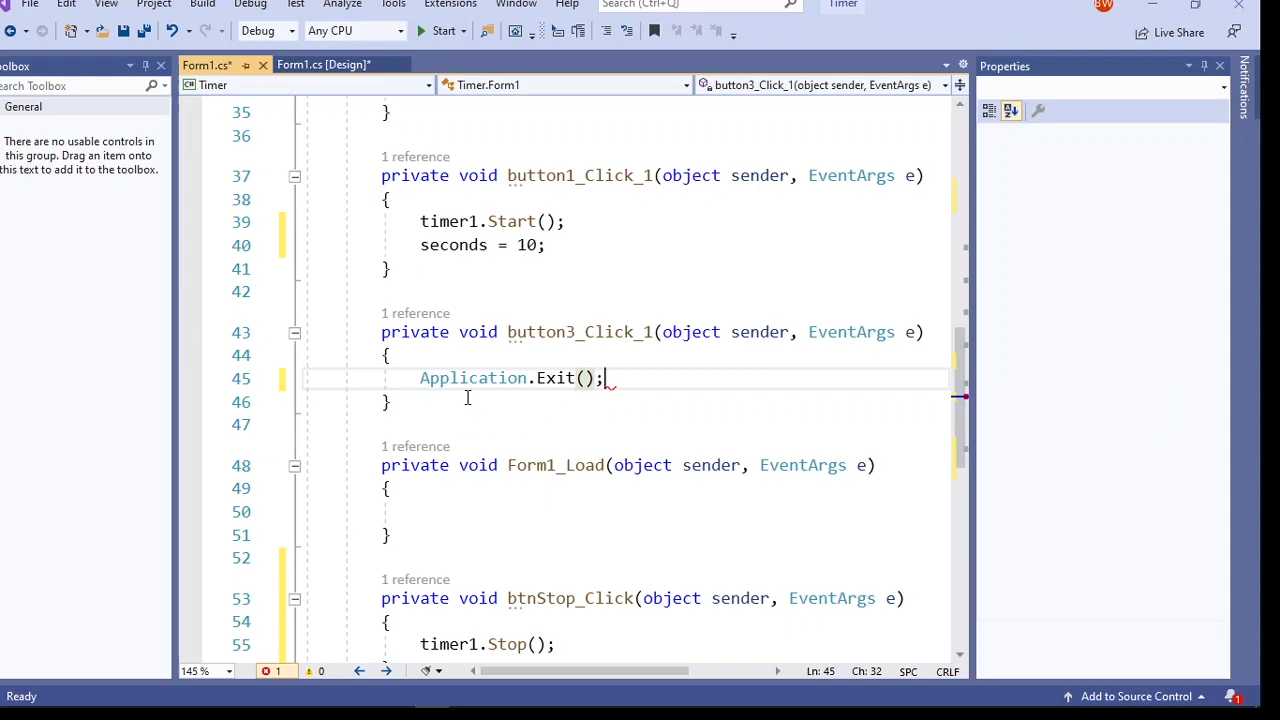 File Edit View Project Build Debug Test Analyze Tools Extensions Window Help Search (Ctrl+Q) Timer BW
Debug Any CPU Start Live Share
oolbox Form1.cs* Form1.cs [Design]* Properties
earch Toolbox Timer Timer.Form1 button3_Click_1(object sender, EventArgs e)
General
There are no usable controls in
this group. Drag an item onto
this text to add it to the toolbox.
Notifications
35 }
36
1 reference
37 private void button1_Click_1(object sender, EventArgs e)
38 {
39 timer1.Start();
40 seconds = 10;
41 }
42
1 reference
43 private void button3_Click_1(object sender, EventArgs e)
44 {
45 Application.Exit();
46 }
47
1 reference
48 private void Form1_Load(object sender, EventArgs e)
49 {
50
51 }
52
1 reference
53 private void btnStop_Click(object sender, EventArgs e)
54 {
55 timer1.Stop();
145 % 1 0 Ln: 45 Ch: 32 SPC CRLF
Ready Add to Source Control 1